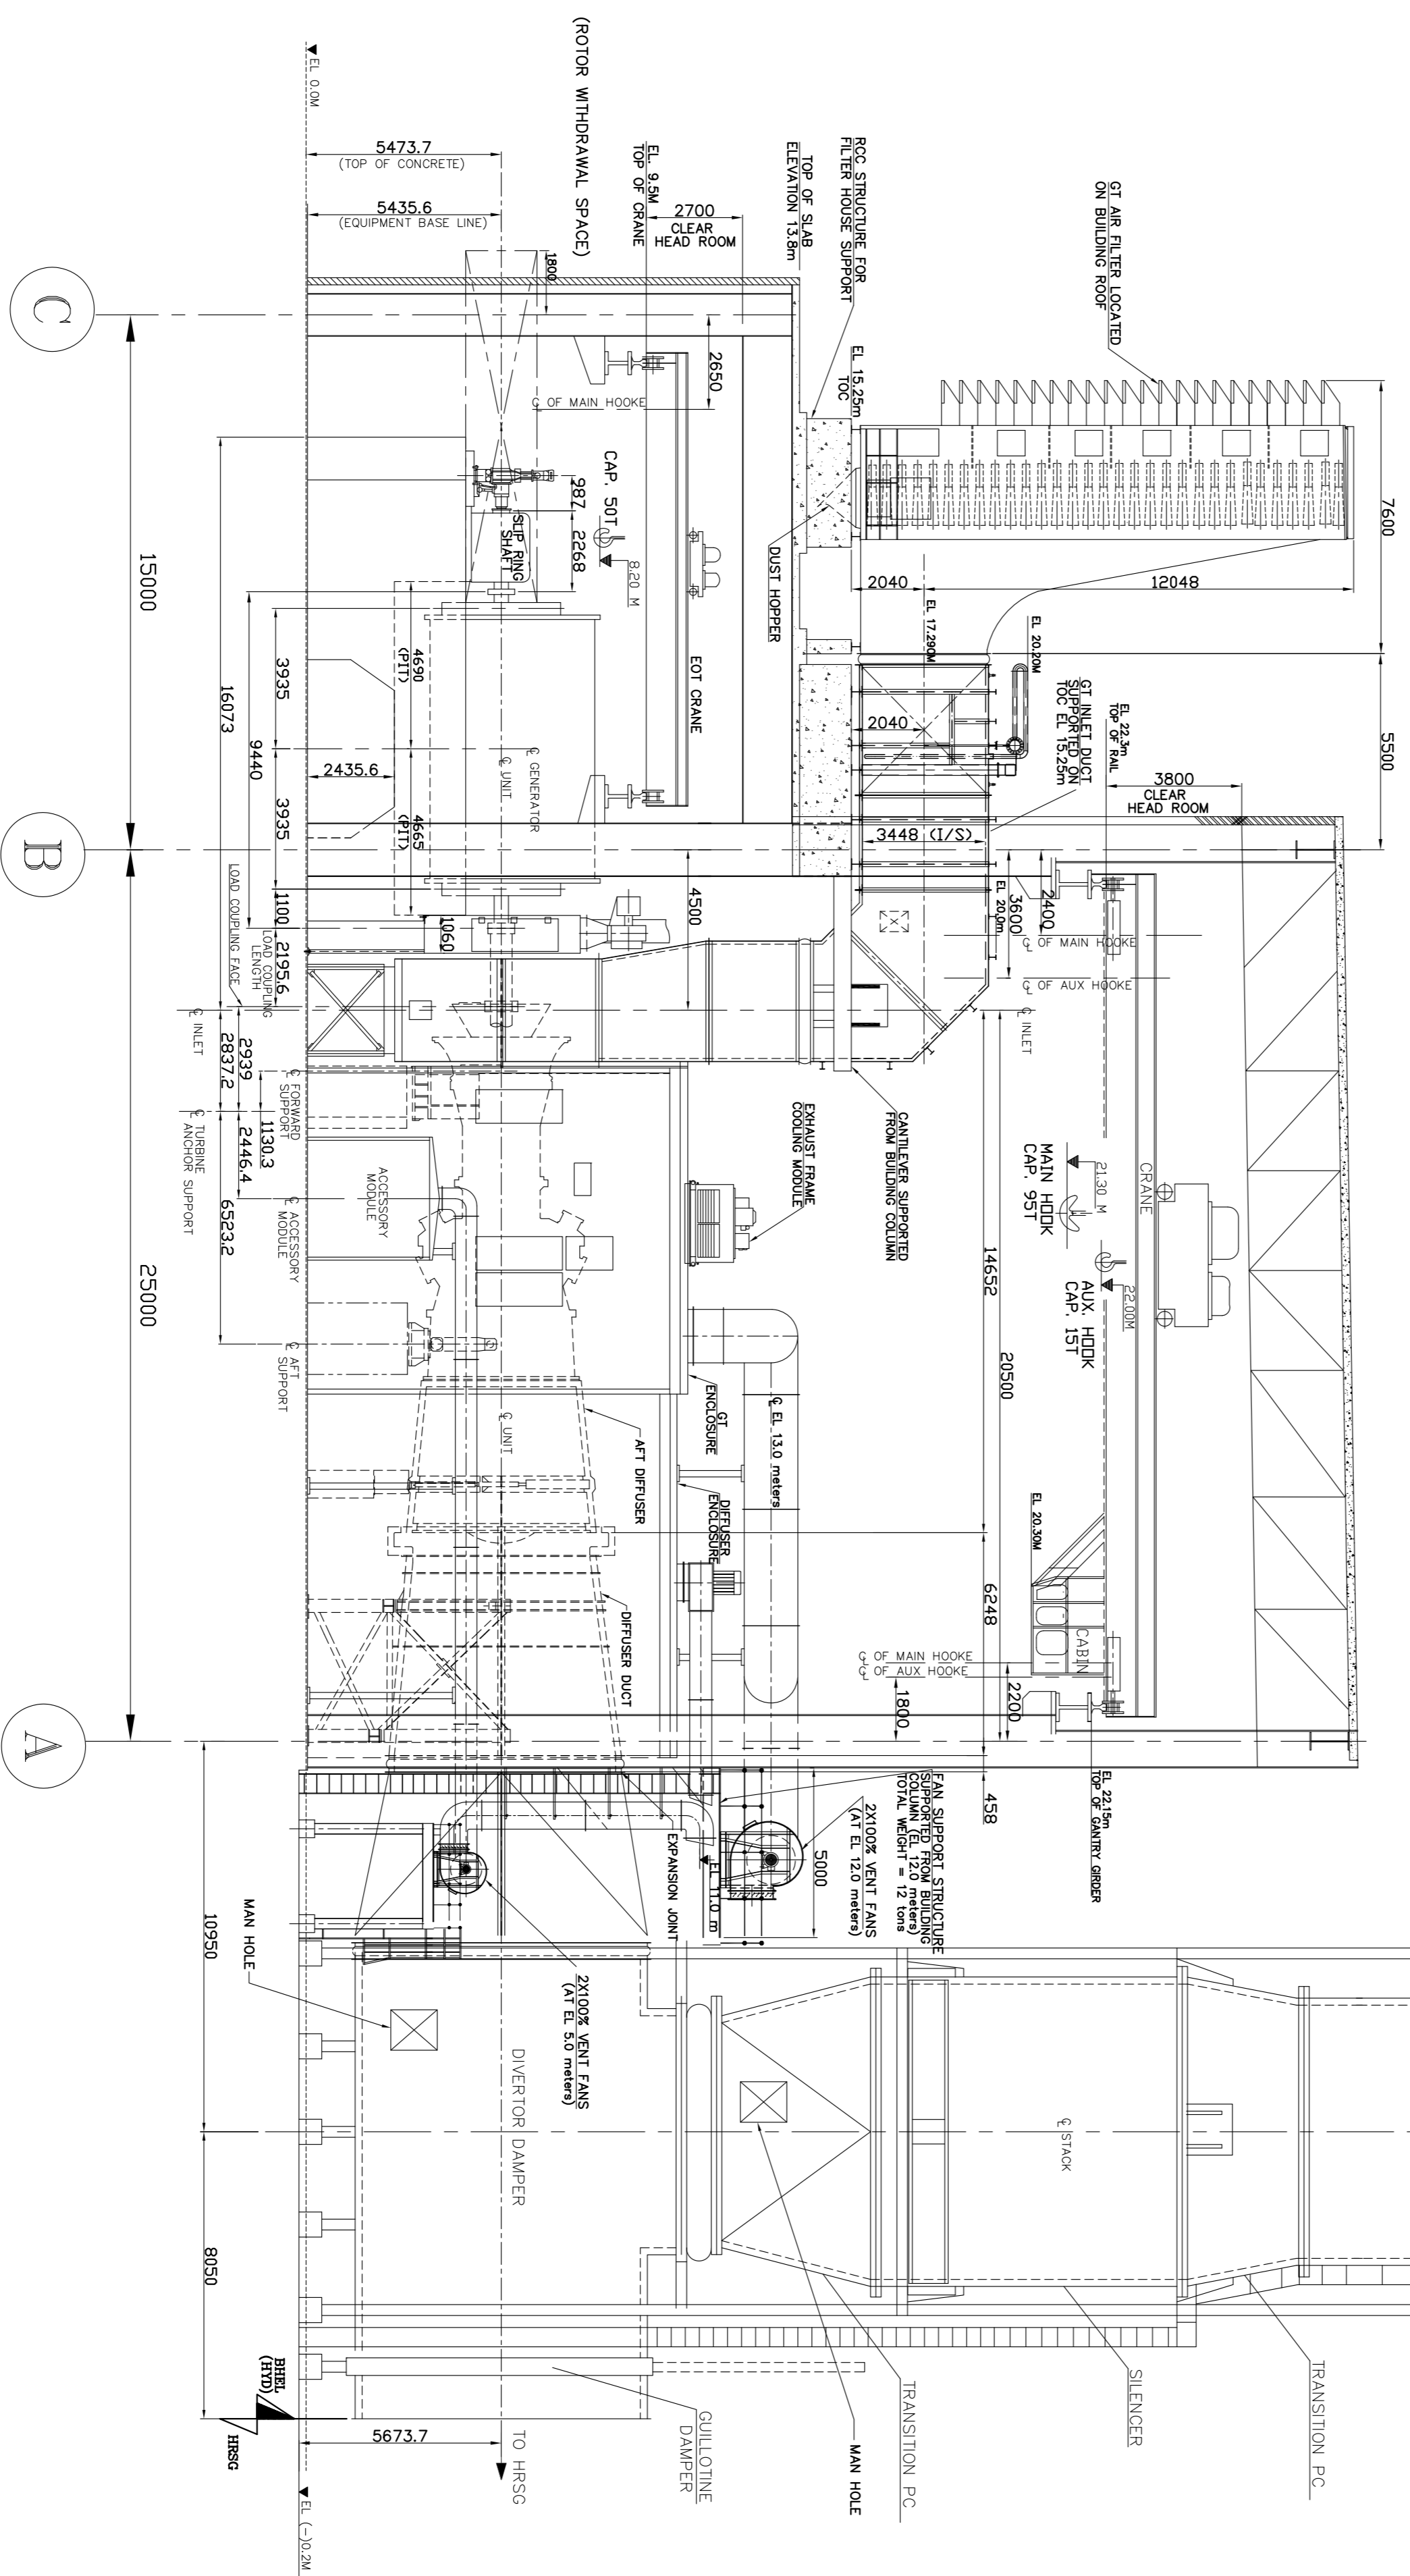 GT AIR FILTER LOCATED
ON BUILDING ROOF
7600
5500
12048
2040
EL 17.290M
EL 20.20M
GT INLET DUCT
SUPPORTED ON
TOC EL 15.25m
EL 22.3m
TOP OF RAIL
3800
CLEAR
HEAD ROOM
RCC STRUCTURE FOR
FILTER HOUSE SUPPORT
TOP OF SLAB
ELEVATION 13.8m
EL 15.25m
TOC
DUST HOPPER
2040
3448 (I/S)
EL 20.0m
2400
3600
℄ OF MAIN HOOKE
℄ OF AUX HOOKE
℄ INLET
CRANE
21.30 M
MAIN HOOK
CAP. 95T
22.00M
AUX. HOOK
CAP. 15T
14652
20500
6248
458
EL 20.30M
CABIN
℄ OF MAIN HOOKE
℄ OF AUX HOOKE
2200
1800
EL 22.15m
TOP OF GANTRY GIRDER
EL. 9.5M
TOP OF CRANE
2700
CLEAR
HEAD ROOM
2650
℄ OF MAIN HOOKE
CAP. 50T
8.20 M
EOT CRANE
(ROTOR WITHDRAWAL SPACE)
1800
5473.7
(TOP OF CONCRETE)
5435.6
(EQUIPMENT BASE LINE)
EL 0.0M
987
2268
SLIP RING
SHAFT
℄ GENERATOR
℄ UNIT
4690
(PIT)
4665
(PIT)
3935
3935
1100
2195.6
LOAD COUPLING
LENGTH
LOAD COUPLING FACE
9440
16073
2435.6
1060
4500
CANTILEVER SUPPORTED
FROM BUILDING COLUMN
EXHAUST FRAME
COOLING MODULE
GT
ENCLOSURE
℄ EL 13.0 meters
DIFFUSER
ENCLOSURE
AFT DIFFUSER
℄ UNIT
DIFFUSER DUCT
ACCESSORY
MODULE
℄ INLET
2837.2
2939
℄ FORWARD
SUPPORT
1130.3
℄ TURBINE
ANCHOR SUPPORT
2446.4
6523.2
℄ ACCESSORY
MODULE
℄ AFT
SUPPORT
FAN SUPPORT STRUCTURE
SUPPORTED FROM BUILDING
COLUMN (EL 12.0 meters)
TOTAL WEIGHT = 12 tons
2X100% VENT FANS
(AT EL 12.0 meters)
5000
EL 11.0 m
EXPANSION JOINT
2X100% VENT FANS
(AT EL 5.0 meters)
MAN HOLE
DIVERTOR DAMPER
℄ STACK
TRANSITION PC
SILENCER
TRANSITION PC
MAN HOLE
GUILLOTINE
DAMPER
TO HRSG
5673.7
EL (-)0.2M
BHEL
(HYD)
HRSG
15000
25000
10950
8050
C
B
A